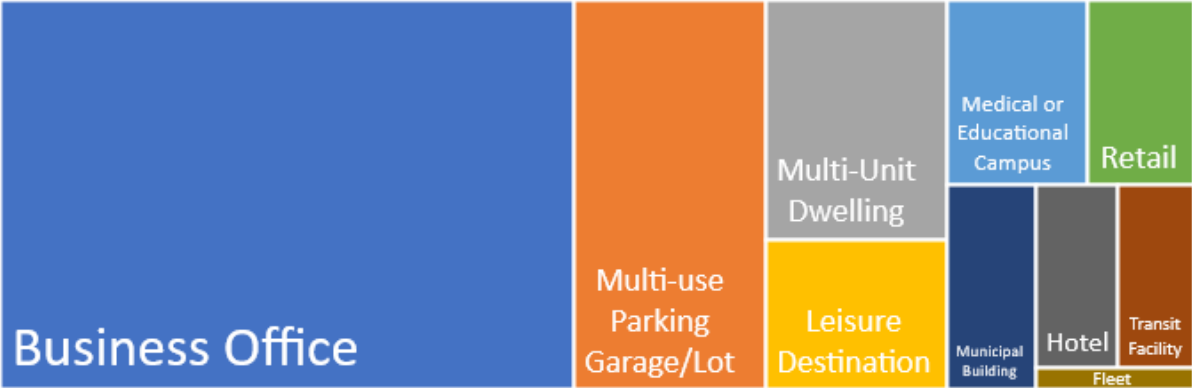 Business Office
Multi-use
Parking
Garage/Lot
Multi-Unit
Dwelling
Leisure
Destination
Medical or
Educational
Campus
Retail
Municipal
Building
Hotel
Transit
Facility
Fleet